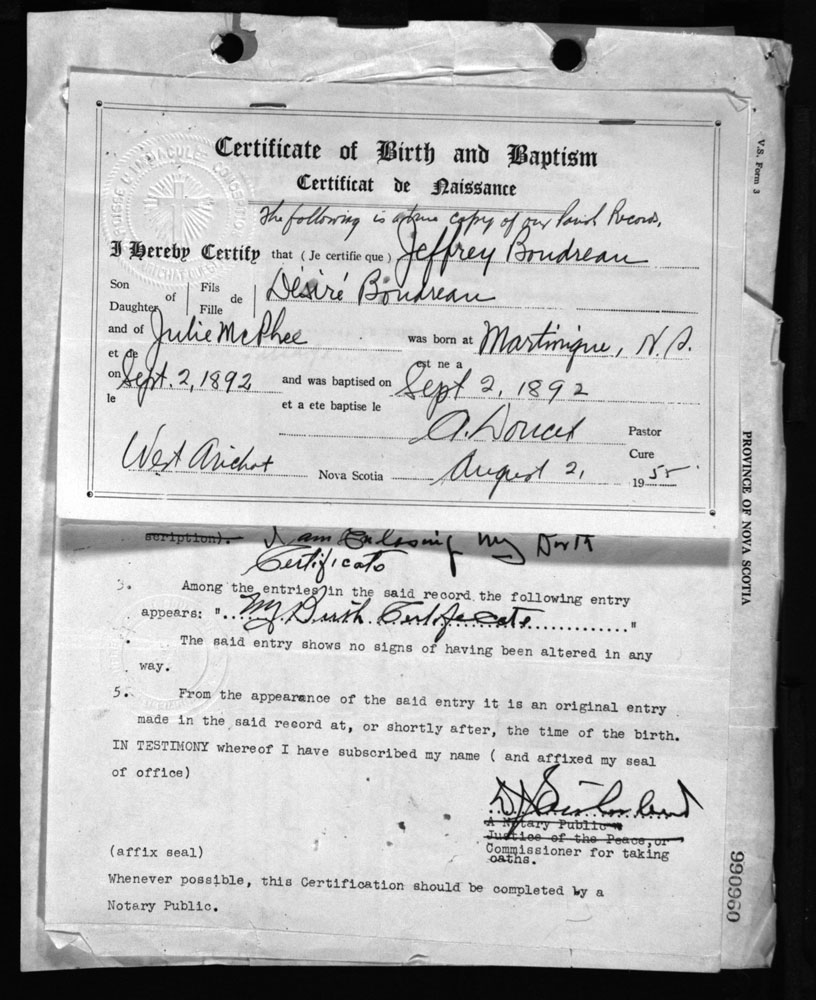 Certificate of Birth and Baptism
Certificat de Naissance
The following is a true copy of our Parish Records,
I Hereby Certify that ( Je certifie que ) Jeffrey Boudreau
Son Fils
of de Désiré Boudreau
Daughter Fille
and of Julie McPhee was born at Martinique, N.S.
et de est ne a
on Sept. 2, 1892 and was baptised on Sept 2, 1892
le et a ete baptise le
A. Doucet Pastor
Cure
West Arichat Nova Scotia August 2, 1955
V.S. Form 3
PROVINCE OF NOVA SCOTIA
990960
scription). I am Enclosing my Birth
Certificate
3. Among the entries in the said record the following entry
appears: "....My Birth Certificate.............."
The said entry shows no signs of having been altered in any
way.
5. From the appearance of the said entry it is an original entry
made in the said record at, or shortly after, the time of the birth.
IN TESTIMONY whereof I have subscribed my name ( and affixed my seal
of office)
A Notary Public
Justice of the Peace, or
(affix seal) Commissioner for taking
oaths.
Whenever possible, this Certification should be completed by a
Notary Public.